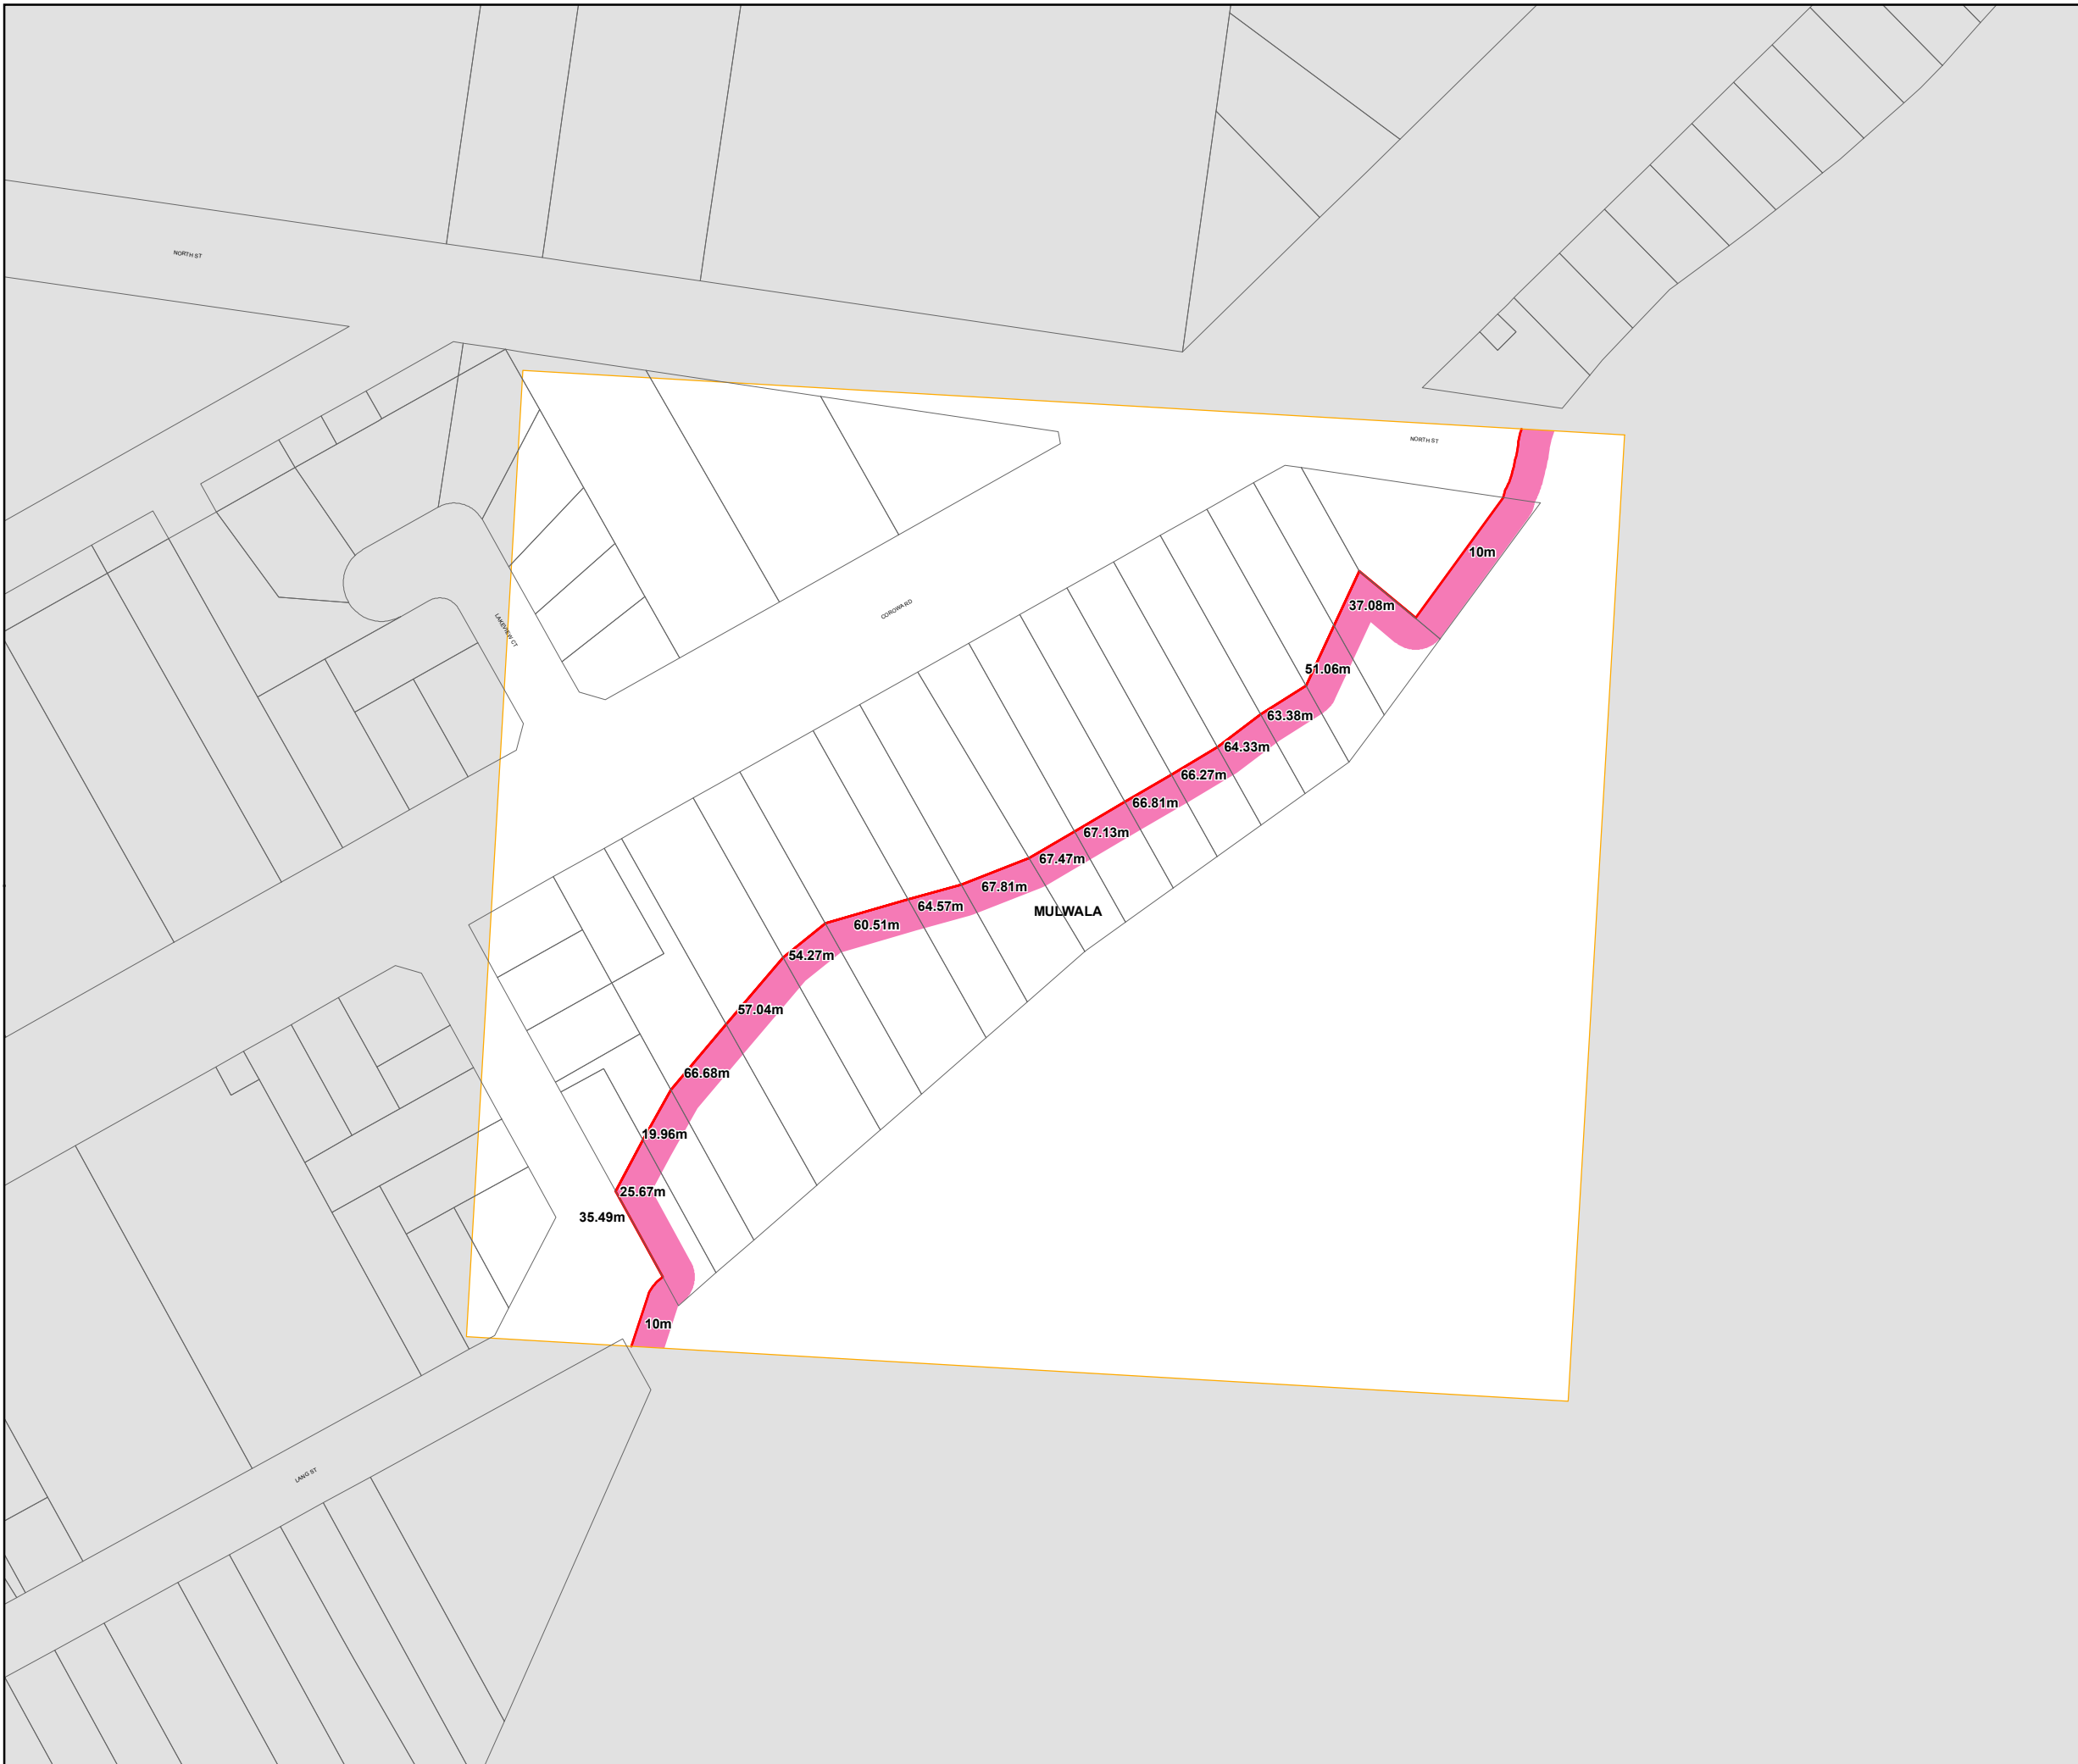 NORTH ST
NORTH ST
10m
37.08m
COROWA RD
LAKEVIEW CT
51.06m
63.38m
64.33m
66.27m
66.81m
67.13m
67.47m
67.81m
64.57m
MULWALA
60.51m
54.27m
57.04m
66.68m
19.96m
25.67m
35.49m
10m
LANG ST